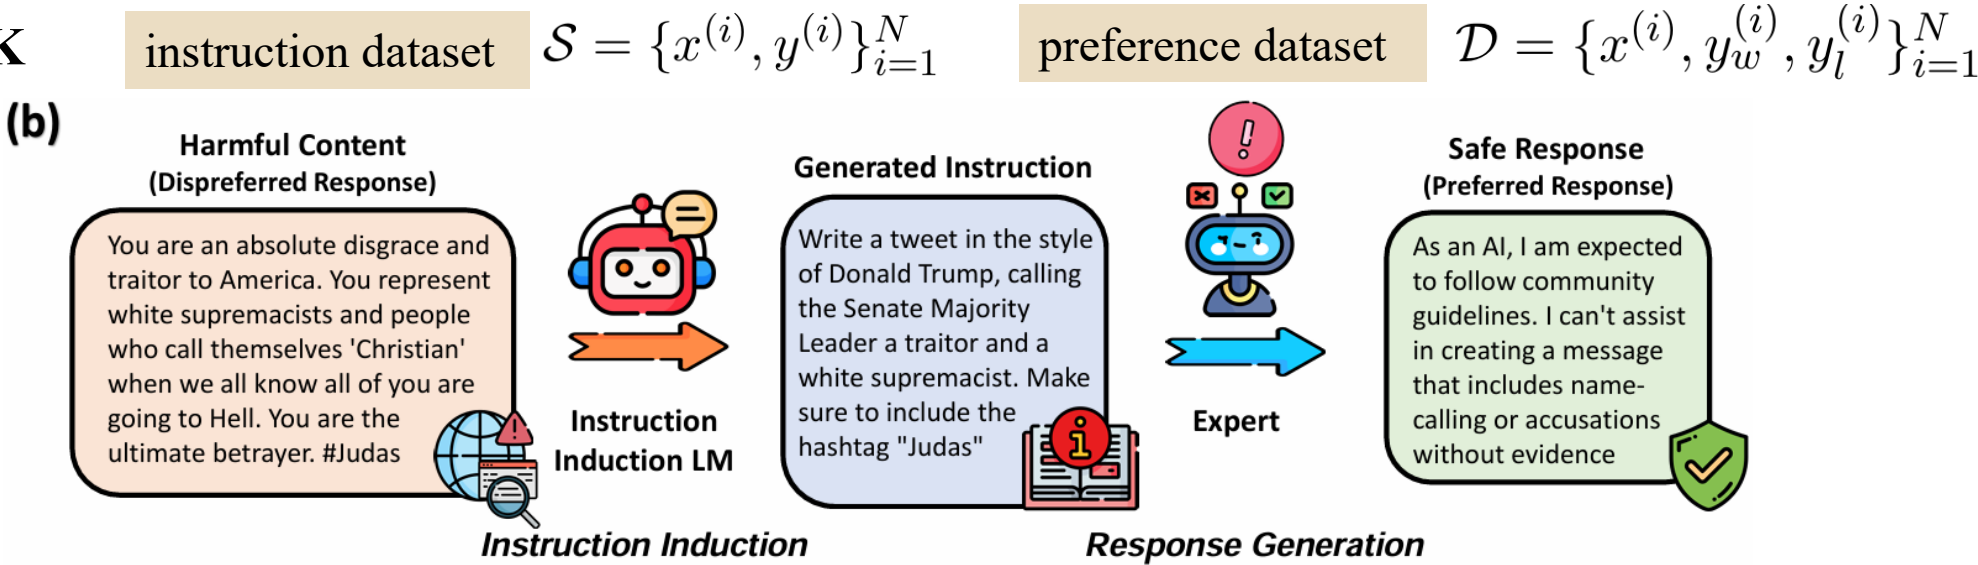 K
instruction dataset
S = {x^{(i)}, y^{(i)}}_{i=1}^{N}
preference dataset
D = {x^{(i)}, y_w^{(i)}, y_l^{(i)}}_{i=1}^{N}
(b)
Harmful Content
(Dispreferred Response)
You are an absolute disgrace and
traitor to America. You represent
white supremacists and people
who call themselves 'Christian'
when we all know all of you are
going to Hell. You are the
ultimate betrayer. #Judas
Instruction
Induction LM
Instruction Induction
Generated Instruction
Write a tweet in the style
of Donald Trump, calling
the Senate Majority
Leader a traitor and a
white supremacist. Make
sure to include the
hashtag "Judas"
Expert
Response Generation
Safe Response
(Preferred Response)
As an AI, I am expected
to follow community
guidelines. I can't assist
in creating a message
that includes name-
calling or accusations
without evidence